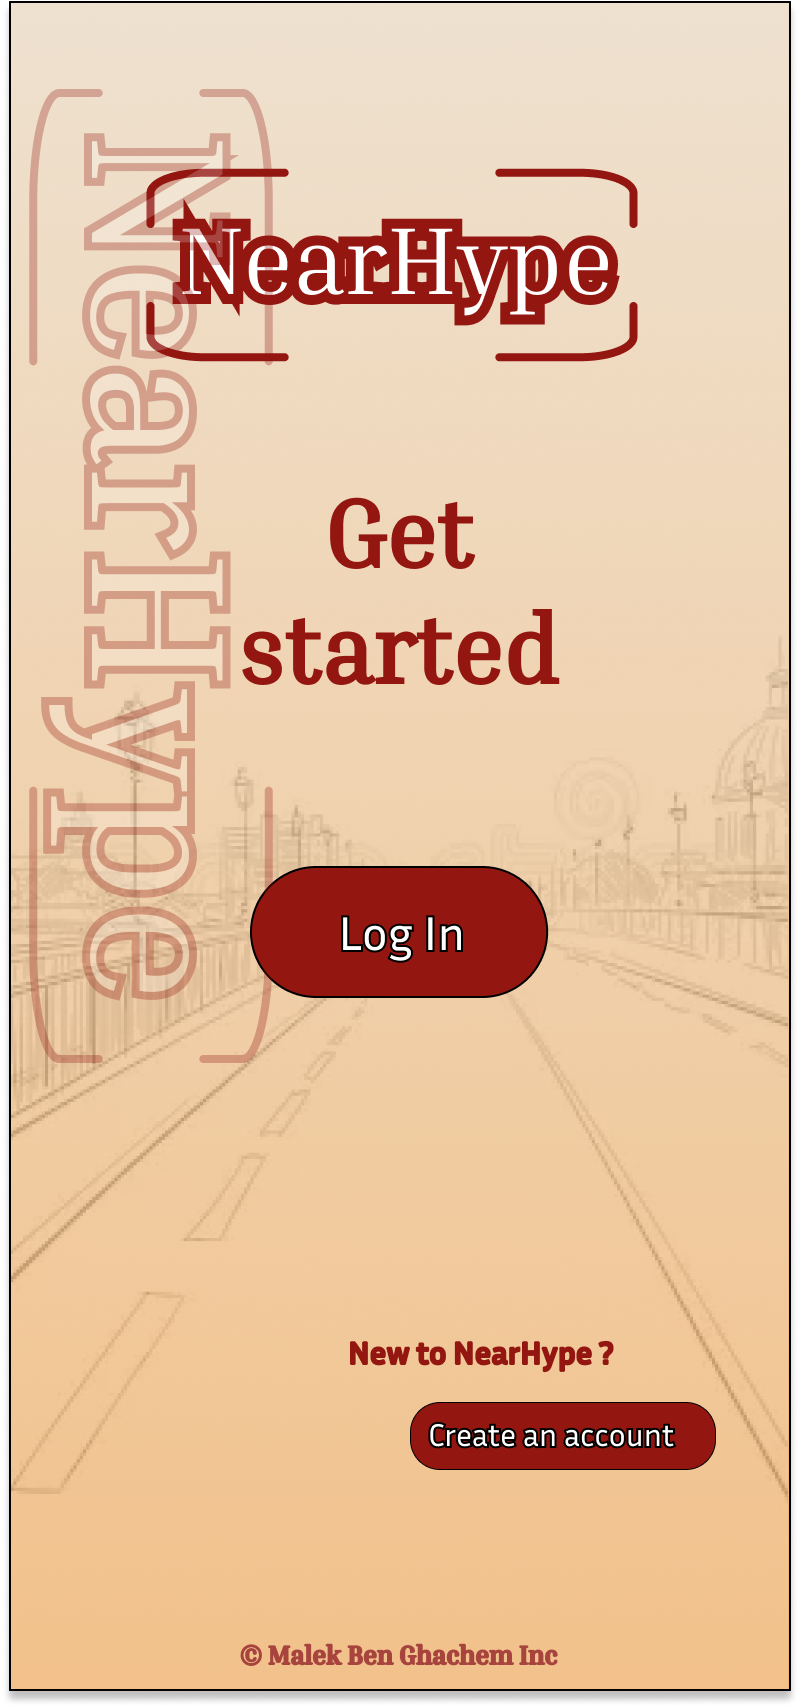 NearHype
NearHype
Get
started
Log In
New to NearHype ?
Create an account
© Malek Ben Ghachem Inc